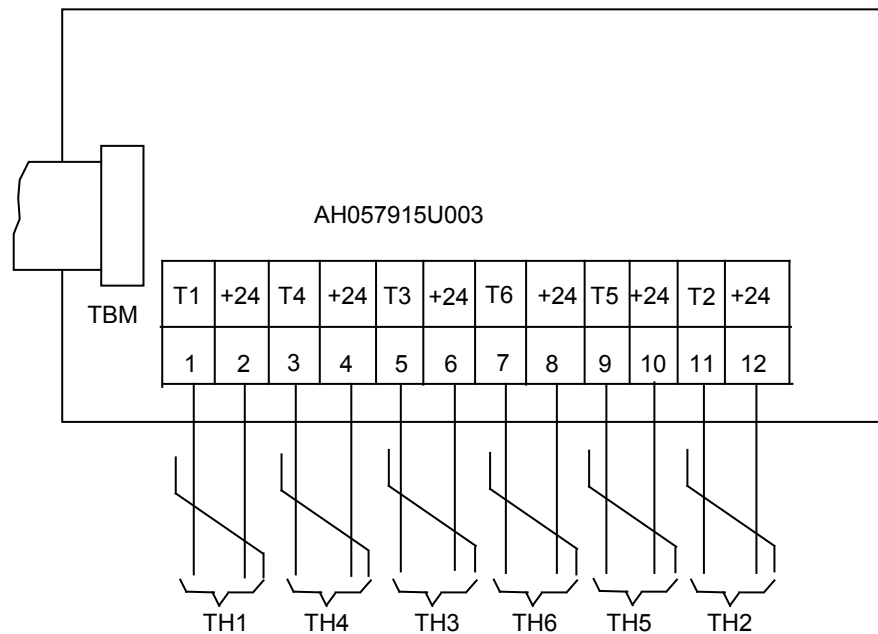 AH057915U003
TBM
T1 +24 T4 +24 T3 +24 T6 +24 T5 +24 T2 +24
1 2 3 4 5 6 7 8 9 10 11 12
TH1 TH4 TH3 TH6 TH5 TH2